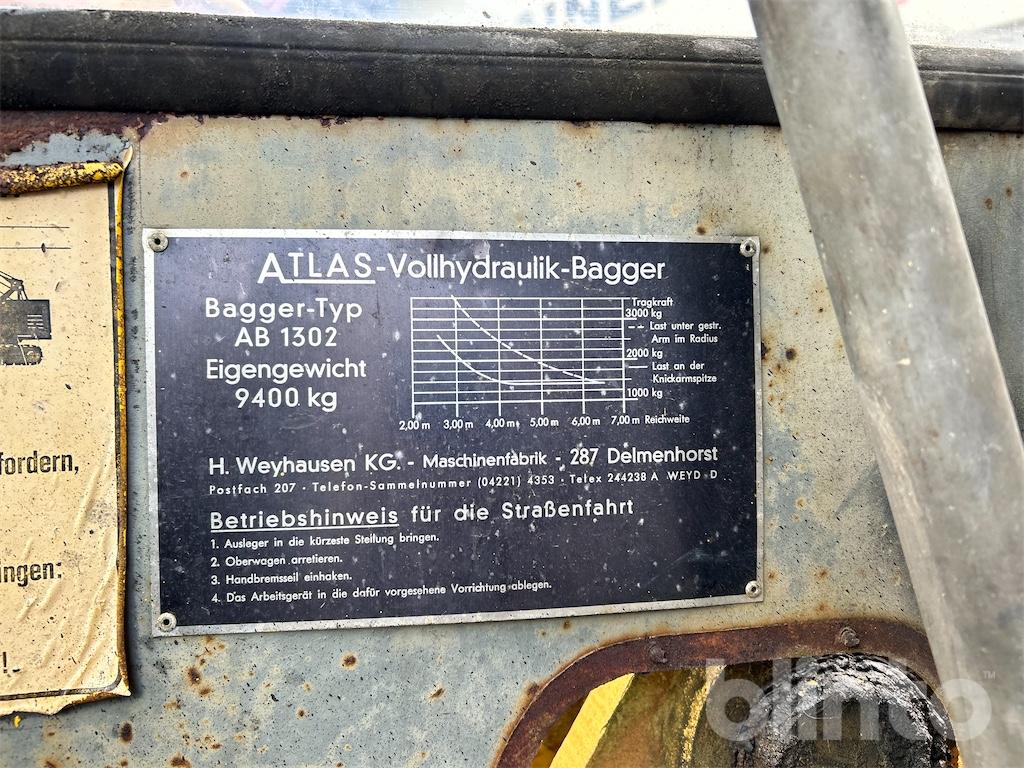 ATLAS-Vollhydraulik-Bagger
Bagger-Typ
AB 1302
Eigengewicht
9400 kg
Tragkraft
3000 kg
Last unter gestr.
Arm im Radius
2000 kg
Last an der
Knickarmspitze
1000 kg
2,00 m 3,00 m 4,00 m 5,00 m 6,00 m 7,00 m Reichweite
H. Weyhausen KG. - Maschinenfabrik - 287 Delmenhorst
Postfach 207 · Telefon-Sammelnummer (04221) 4353 · Telex 244238 A WEYD D
Betriebshinweis für die Straßenfahrt
1. Ausleger in die kürzeste Stellung bringen.
2. Oberwagen arretieren.
3. Handbremsseil einhaken.
4. Das Arbeitsgerät in die dafür vorgesehene Vorrichtung ablegen.
fordern,
ingen:
!
blinto™